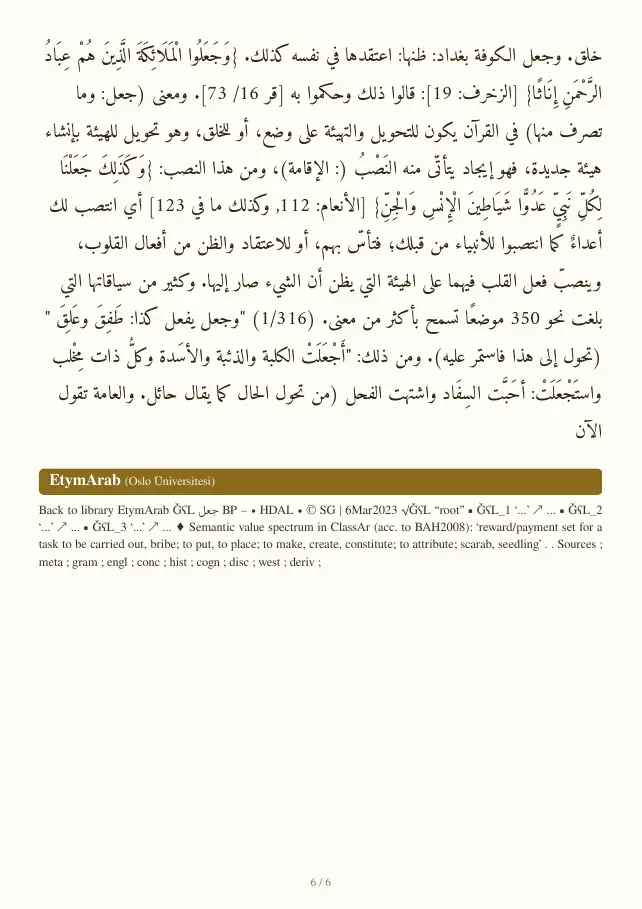 خلق. وجعل الكوفة بغداد: ظنها: اعتقدها في نفسه كذلك. {وَجَعَلُوا الْمَلَائِكَةَ الَّذِينَ هُمْ عِبَادُ
الرَّحْمَنِ إِنَاثًا} [الزخرف: 19]: قالوا ذلك وحكموا به [قر 16/ 73]. ومعنى (جعل: وما
تصرف منها) في القرآن يكون للتحويل والتهيئة على وضع، أو للخلق، وهو تحويل للهيئة بإنشاء
هيئة جديدة، فهو إيجاد يتأتّى منه النَصْبُ (: الإقامة)، ومن هذا النصب: {وَكَذَلِكَ جَعَلْنَا
لِكُلِّ نَبِيٍّ عَدُوًّا شَيَاطِينَ الْإِنْسِ وَالْجِنِّ} [الأنعام: 112, وكذلك ما في 123] أي انتصب لك
أعداءٌ كما انتصبوا للأنبياء من قبلك؛ فتأسّ بهم، أو للاعتقاد والظن من أفعال القلوب،
وينصبّ فعل القلب فيهما على الهيئة التي يظن أن الشيء صار إليها. وكثير من سياقاتها التي
بلغت نحو 350 موضعًا تسمح بأكثر من معنى. (1/316) "وجعل يفعل كذا: طَفِقَ وعَلِقَ "
(تحول إلى هذا فاستمر عليه). ومن ذلك: "أَجْعَلَتْ الكلبة والذئبة والأسَدة وكلُّ ذات مِخْلب
واستَجْعَلَتْ: أحَبَّت السِفَاد واشتهت الفحل (من تحول الحال كما يقال حائل. والعامة تقول
الآن
EtymArab (Oslo Üniversitesi)
Back to library EtymArab ǦʕL جعل BP – • HDAL • © SG | 6Mar2023 √ǦʕL “root” ▪ ǦʕL_1 ‘...’ ↗ ... ▪ ǦʕL_2
‘...’ ↗ ... ▪ ǦʕL_3 ‘...’ ↗ ... ♦ Semantic value spectrum in ClassAr (acc. to BAH2008): ‘reward/payment set for a
task to be carried out, bribe; to put, to place; to make, create, constitute; to attribute; scarab, seedling’ . . Sources ;
meta ; gram ; engl ; conc ; hist ; cogn ; disc ; west ; deriv ;
6 / 6